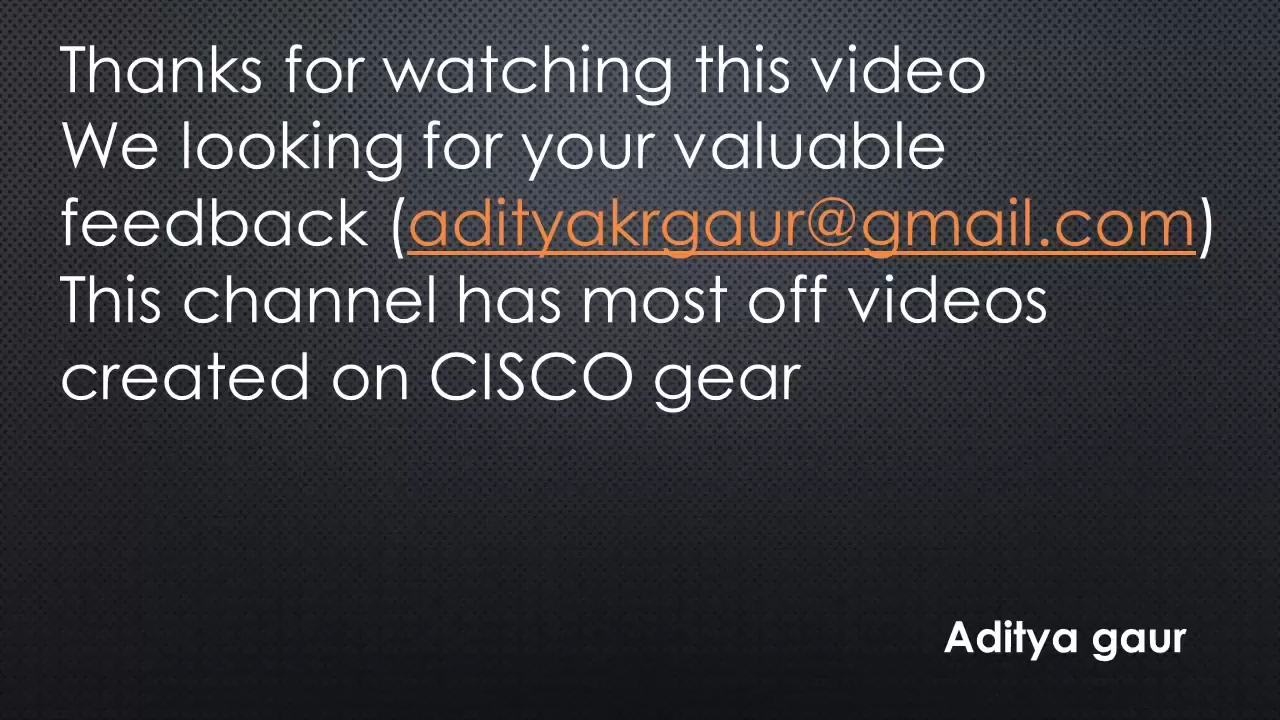 Thanks for watching this video
We looking for your valuable
feedback (adityakrgaur@gmail.com)
This channel has most off videos
created on CISCO gear
Aditya gaur